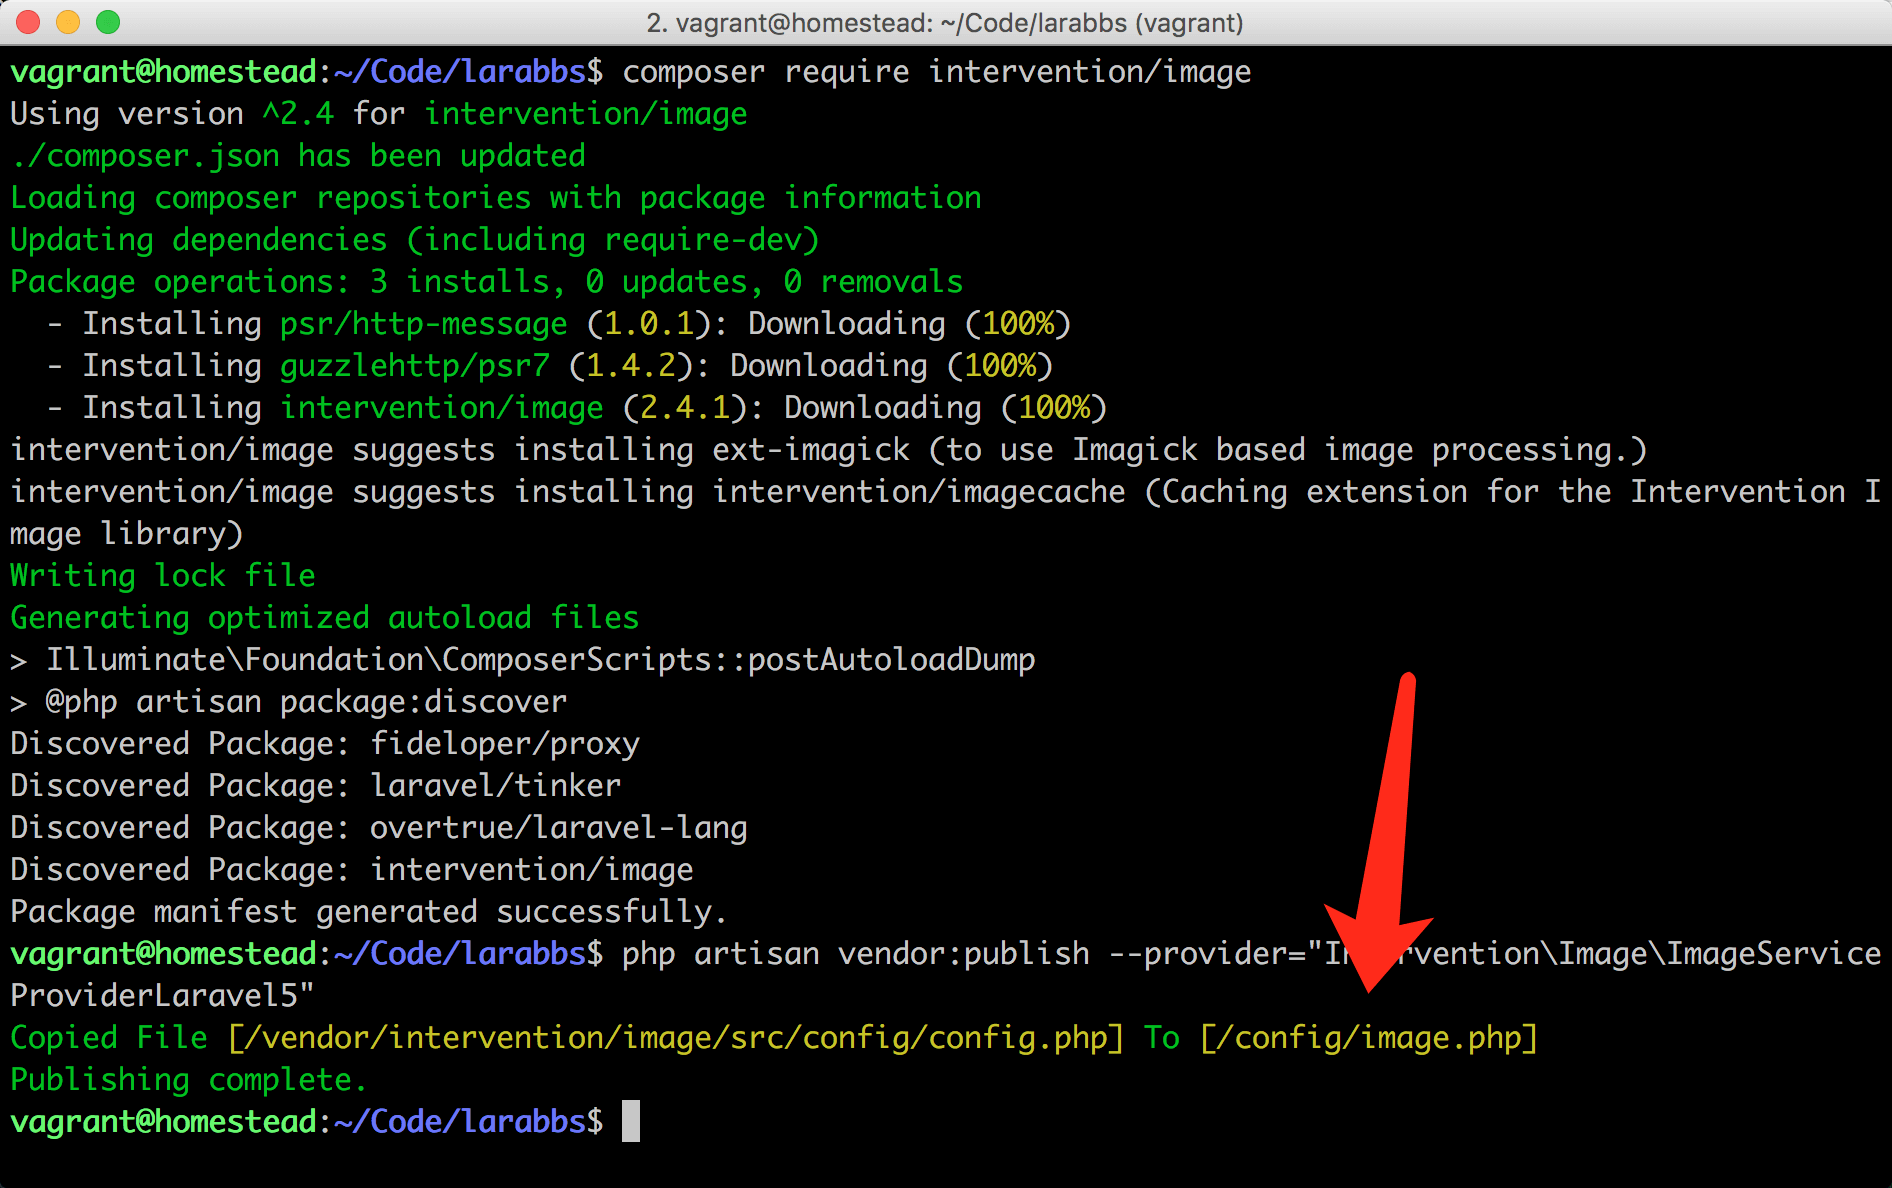 2. vagrant@homestead: ~/Code/larabbs (vagrant)
vagrant@homestead:~/Code/larabbs$ composer require intervention/image
Using version ^2.4 for intervention/image
./composer.json has been updated
Loading composer repositories with package information
Updating dependencies (including require-dev)
Package operations: 3 installs, 0 updates, 0 removals
  - Installing psr/http-message (1.0.1): Downloading (100%)
  - Installing guzzlehttp/psr7 (1.4.2): Downloading (100%)
  - Installing intervention/image (2.4.1): Downloading (100%)
intervention/image suggests installing ext-imagick (to use Imagick based image processing.)
intervention/image suggests installing intervention/imagecache (Caching extension for the Intervention I
mage library)
Writing lock file
Generating optimized autoload files
> Illuminate\Foundation\ComposerScripts::postAutoloadDump
> @php artisan package:discover
Discovered Package: fideloper/proxy
Discovered Package: laravel/tinker
Discovered Package: overtrue/laravel-lang
Discovered Package: intervention/image
Package manifest generated successfully.
vagrant@homestead:~/Code/larabbs$ php artisan vendor:publish --provider="Intervention\Image\ImageService
ProviderLaravel5"
Copied File [/vendor/intervention/image/src/config/config.php] To [/config/image.php]
Publishing complete.
vagrant@homestead:~/Code/larabbs$